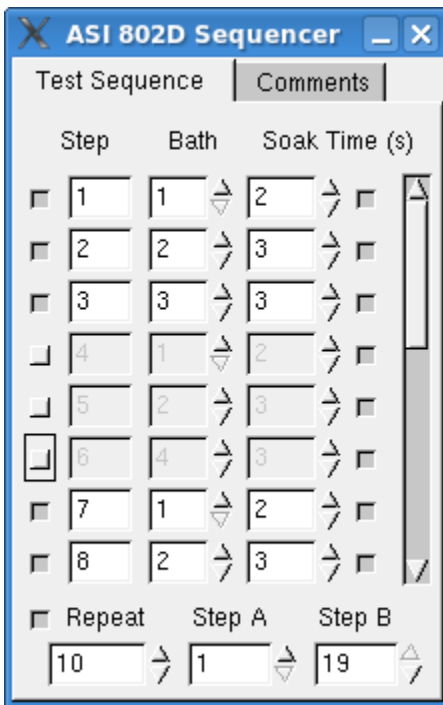 ASI 802D Sequencer
Test Sequence Comments
Step Bath Soak Time (s)
1 1 2
2 2 3
3 3 3
4 1 2
5 2 3
6 4 3
7 1 2
8 2 3
Repeat Step A Step B
10 1 19